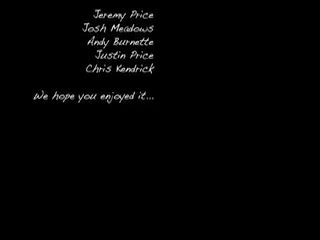 Jeremy Price
Josh Meadows
Andy Burnette
Justin Price
Chris Kendrick
We hope you enjoyed it...